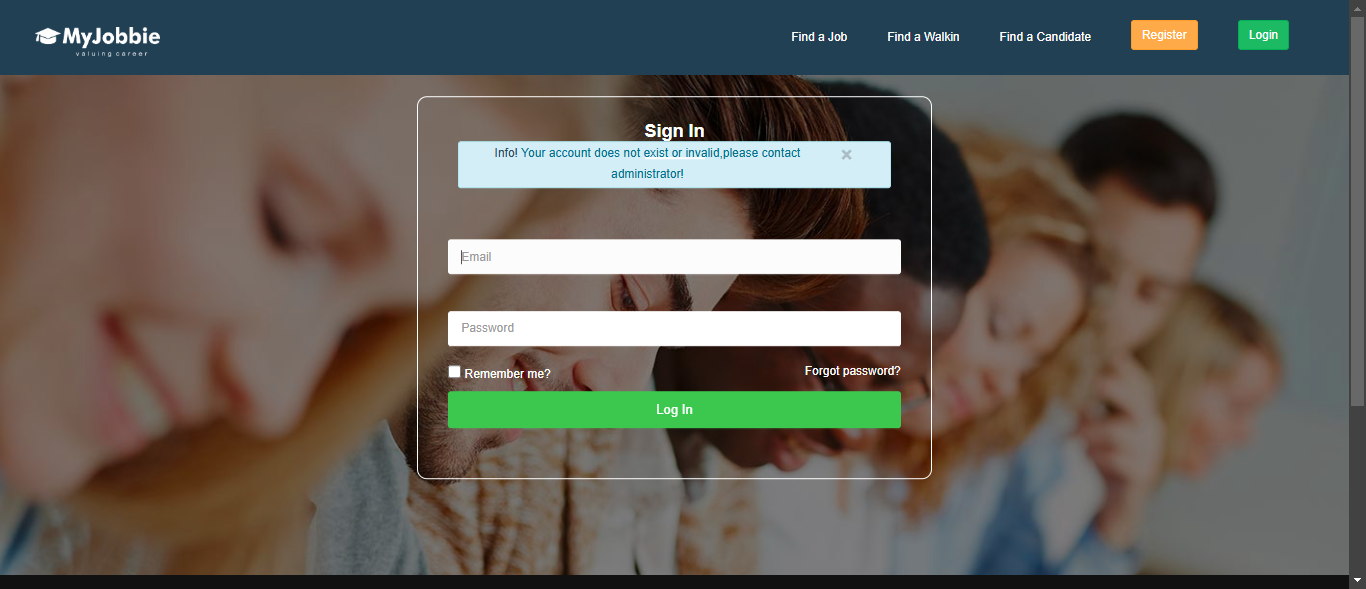 MyJobbie
valuing career
Find a Job
Find a Walkin
Find a Candidate
Register
Login
Sign In
Info! Your account does not exist or invalid,please contact
administrator!
×
Email
Password
Remember me?
Forgot password?
Log In